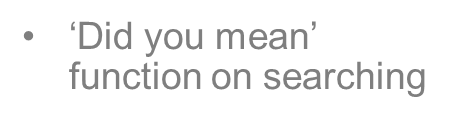 • ‘Did you mean’
function on searching